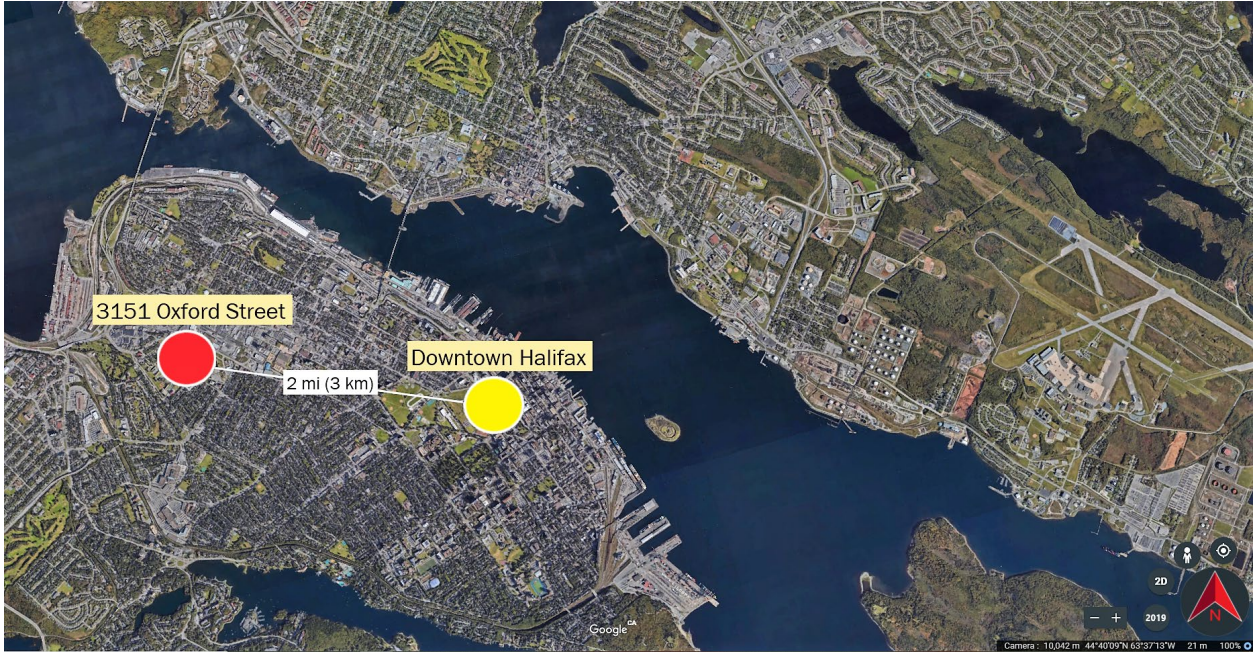 3151 Oxford Street
Downtown Halifax
2 mi (3 km)
Google CA
2D
N
− +
2019
Camera : 10,042 m 44°40'09"N 63°37'13"W 21 m 100%